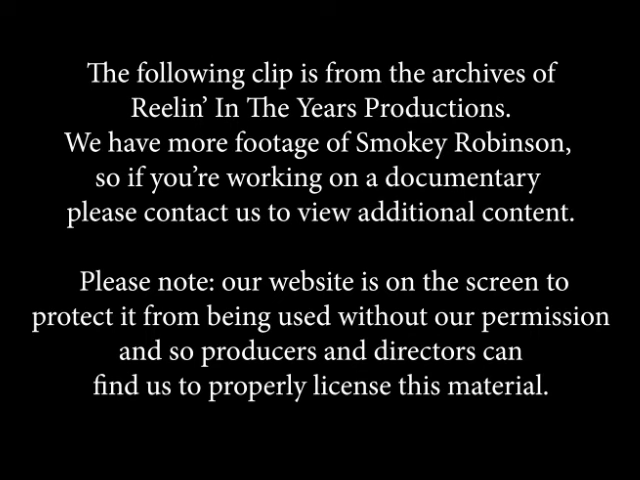 The following clip is from the archives of
Reelin’ In The Years Productions.
We have more footage of Smokey Robinson,
so if you’re working on a documentary
please contact us to view additional content.
Please note: our website is on the screen to
protect it from being used without our permission
and so producers and directors can
find us to properly license this material.